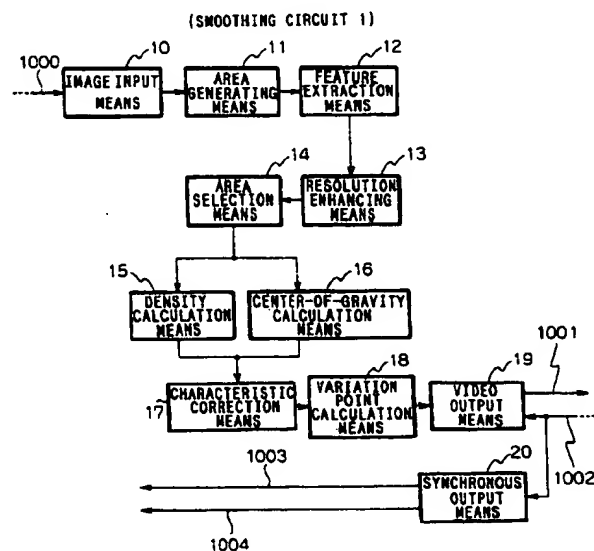 (SMOOTHING CIRCUIT 1)
1000
10
IMAGE INPUT
MEANS
11
AREA
GENERATING
MEANS
12
FEATURE
EXTRACTION
MEANS
14
AREA
SELECTION
MEANS
13
RESOLUTION
ENHANCING
MEANS
15
DENSITY
CALCULATION
MEANS
16
CENTER-OF-GRAVITY
CALCULATION
MEANS
17
CHARACTERISTIC
CORRECTION
MEANS
18
VARIATION
POINT
CALCULATION
MEANS
19
VIDEO
OUTPUT
MEANS
1001
1002
20
SYNCHRONOUS
OUTPUT
MEANS
1003
1004